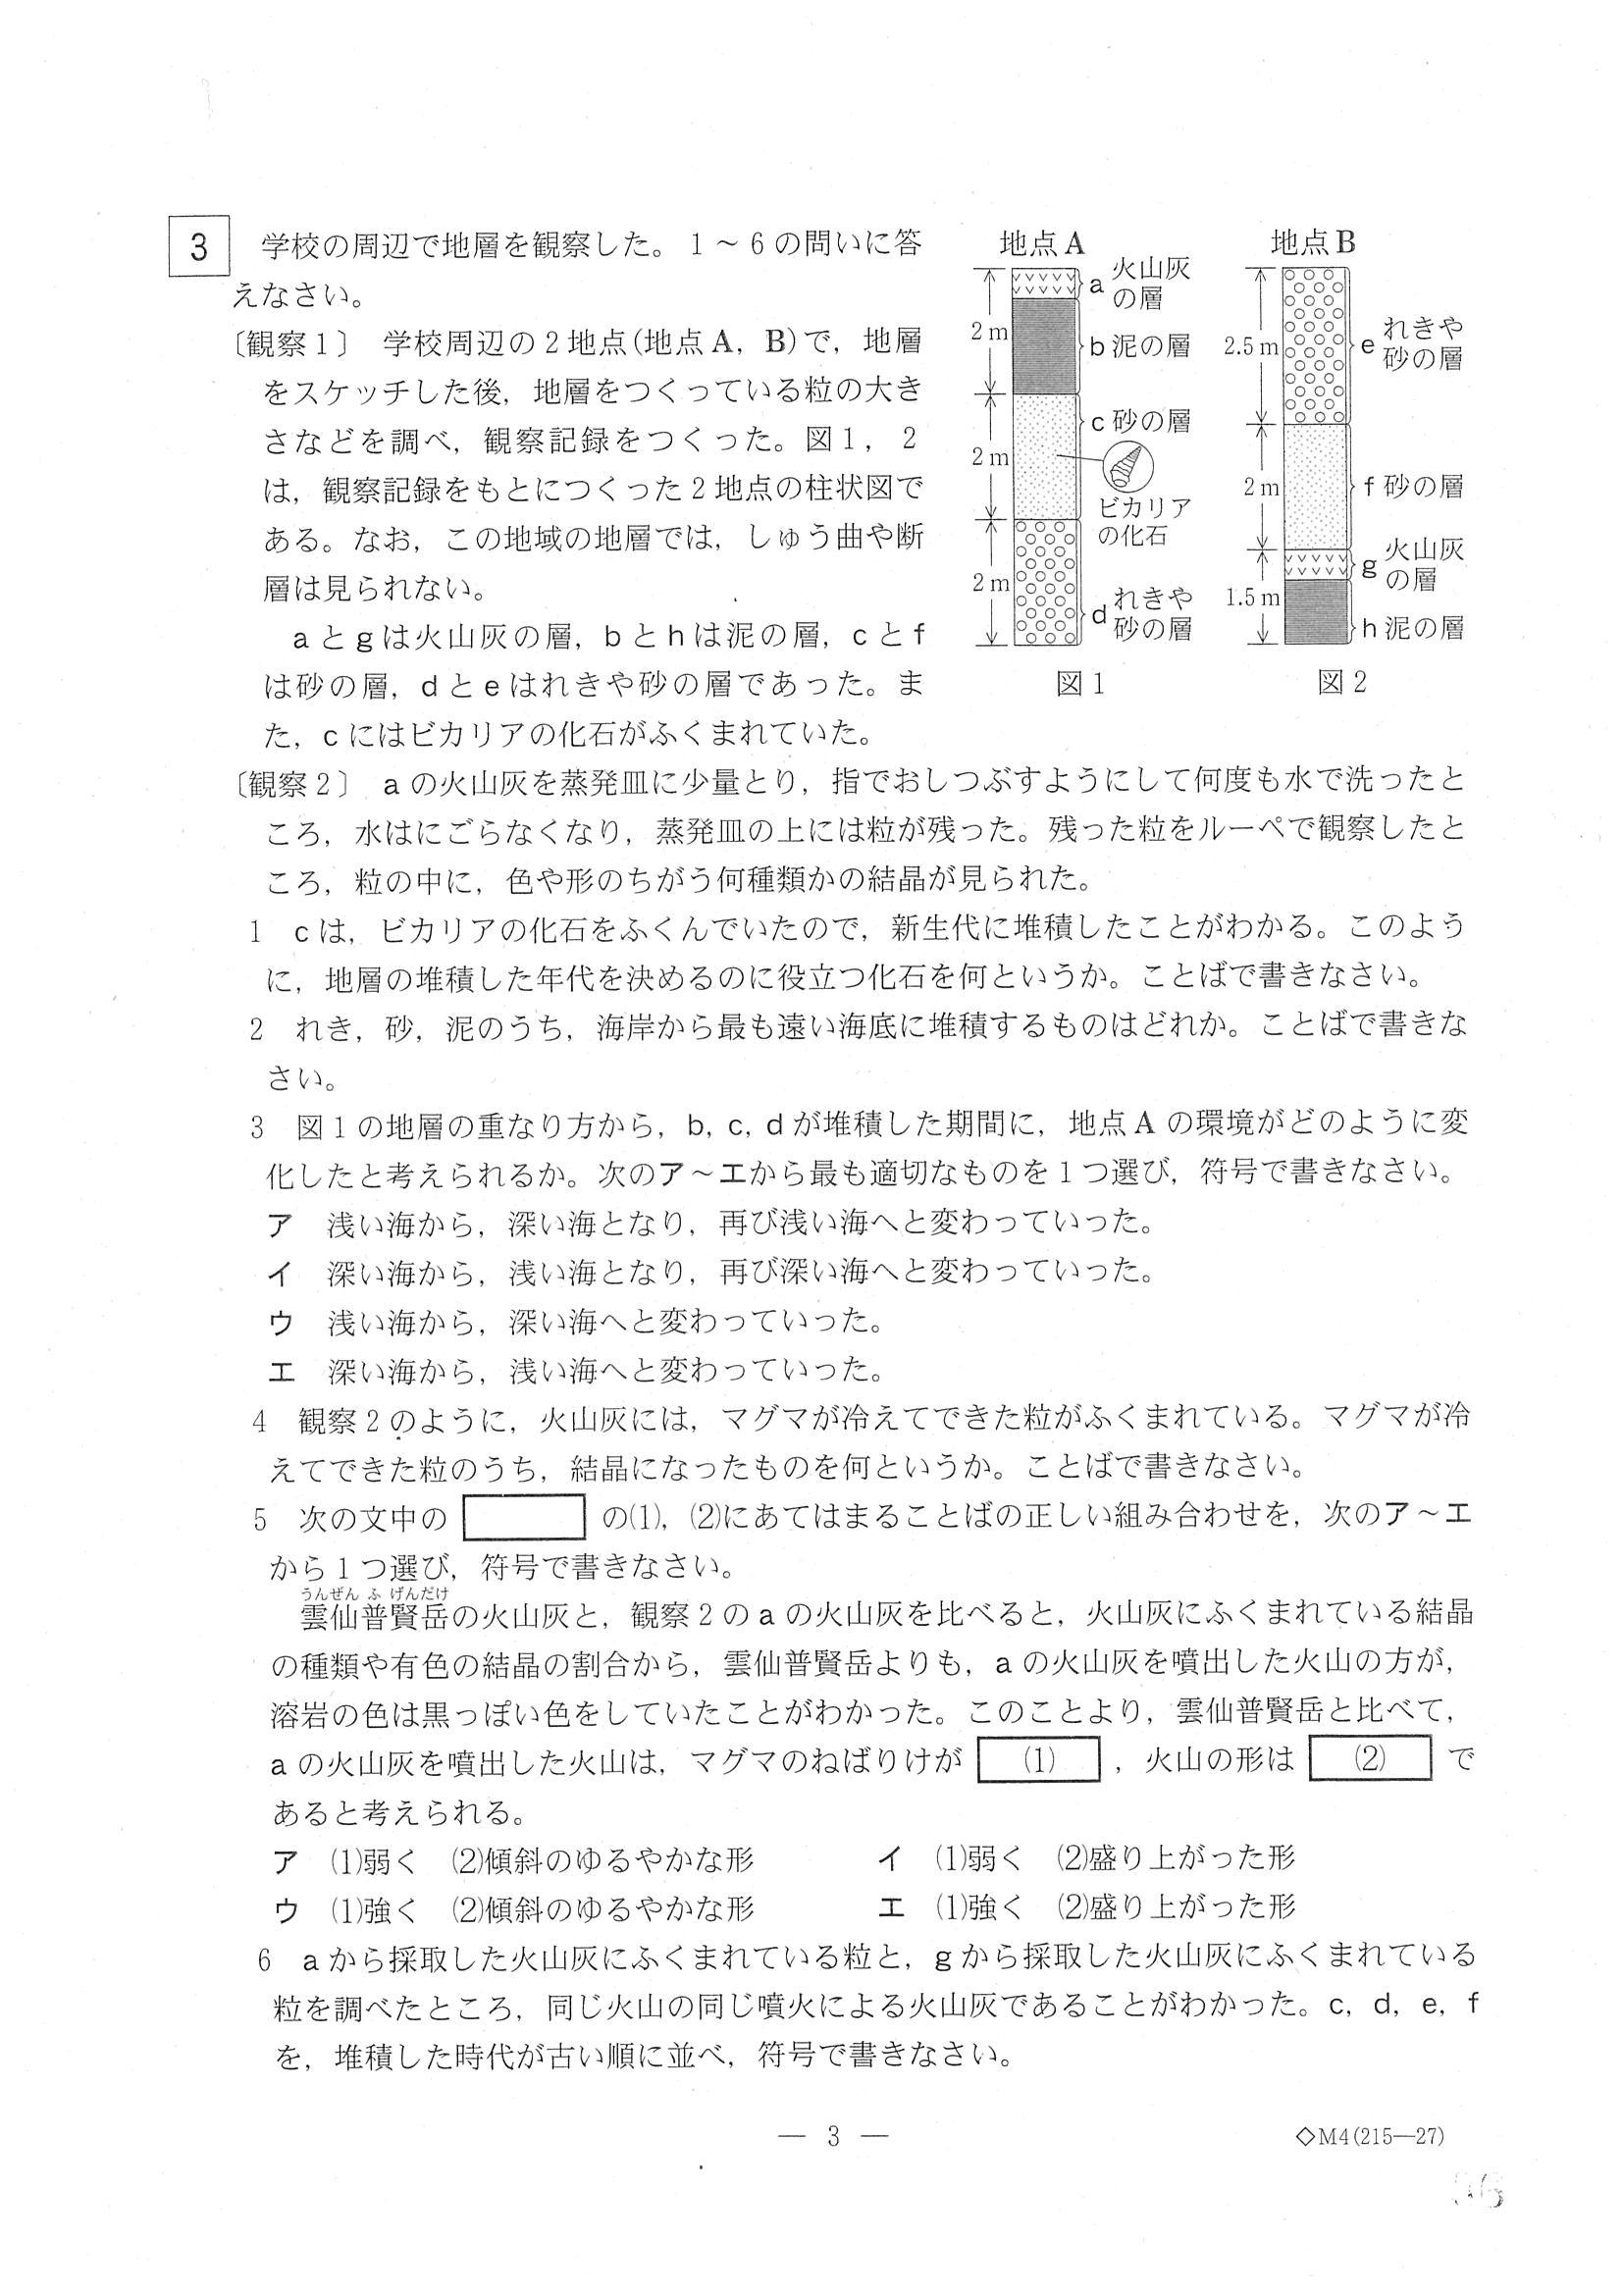 3 学校の周辺で地層を観察した。1～6の問いに答
えなさい。
〔観察1〕 学校周辺の2地点(地点A，B)で，地層
をスケッチした後，地層をつくっている粒の大き
さなどを調べ，観察記録をつくった。図1，2
は，観察記録をもとにつくった2地点の柱状図で
ある。なお，この地域の地層では，しゅう曲や断
層は見られない。
aとgは火山灰の層，bとhは泥の層，cとf
は砂の層，dとeはれきや砂の層であった。ま
た，cにはビカリアの化石がふくまれていた。
地点A
2 m
2 m
2 m
a 火山灰の層
b 泥の層
c 砂の層
ビカリアの化石
d れきや砂の層
図1
地点B
2.5 m
2 m
1.5 m
e れきや砂の層
f 砂の層
g 火山灰の層
h 泥の層
図2
〔観察2〕 aの火山灰を蒸発皿に少量とり，指でおしつぶすようにして何度も水で洗ったと
ころ，水はにごらなくなり，蒸発皿の上には粒が残った。残った粒をルーペで観察したと
ころ，粒の中に，色や形のちがう何種類かの結晶が見られた。
1 cは，ビカリアの化石をふくんでいたので，新生代に堆積したことがわかる。このよう
に，地層の堆積した年代を決めるのに役立つ化石を何というか。ことばで書きなさい。
2 れき，砂，泥のうち，海岸から最も遠い海底に堆積するものはどれか。ことばで書きな
さい。
3 図1の地層の重なり方から，b，c，dが堆積した期間に，地点Aの環境がどのように変
化したと考えられるか。次のア～エから最も適切なものを1つ選び，符号で書きなさい。
ア 浅い海から，深い海となり，再び浅い海へと変わっていった。
イ 深い海から，浅い海となり，再び深い海へと変わっていった。
ウ 浅い海から，深い海へと変わっていった。
エ 深い海から，浅い海へと変わっていった。
4 観察2のように，火山灰には，マグマが冷えてできた粒がふくまれている。マグマが冷
えてできた粒のうち，結晶になったものを何というか。ことばで書きなさい。
5 次の文中の の(1)，(2)にあてはまることばの正しい組み合わせを，次のア～エ
から1つ選び，符号で書きなさい。
うんぜん ふ げんだけ
雲仙普賢岳の火山灰と，観察2のaの火山灰を比べると，火山灰にふくまれている結晶
の種類や有色の結晶の割合から，雲仙普賢岳よりも，aの火山灰を噴出した火山の方が，
溶岩の色は黒っぽい色をしていたことがわかった。このことより，雲仙普賢岳と比べて，
aの火山灰を噴出した火山は，マグマのねばりけが (1) ，火山の形は (2) で
あると考えられる。
ア (1)弱く (2)傾斜のゆるやかな形 イ (1)弱く (2)盛り上がった形
ウ (1)強く (2)傾斜のゆるやかな形 エ (1)強く (2)盛り上がった形
6 aから採取した火山灰にふくまれている粒と，gから採取した火山灰にふくまれている
粒を調べたところ，同じ火山の同じ噴火による火山灰であることがわかった。c，d，e，f
を，堆積した時代が古い順に並べ，符号で書きなさい。
— 3 —
◇M4(215—27)